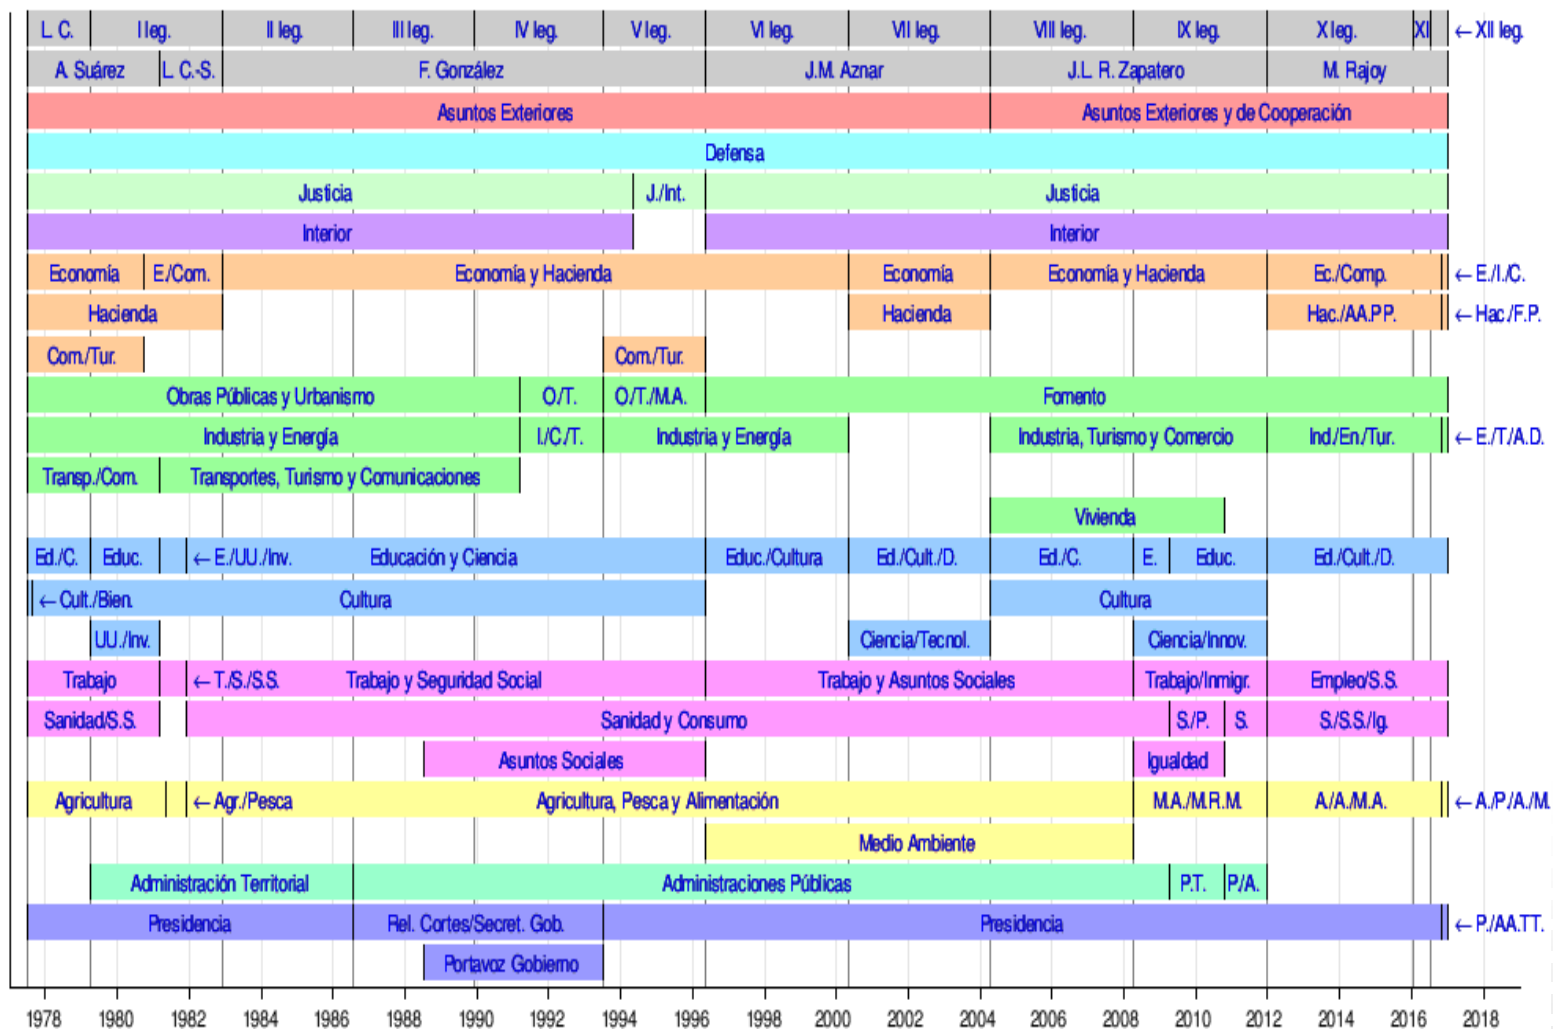 L. C. I leg. II leg. III leg. IV leg. V leg. VI leg. VII leg. VIII leg. IX leg. X leg. XI ← XII leg.
A. Suárez L. C.-S. F. González J.M. Aznar J.L. R. Zapatero M. Rajoy
Asuntos Exteriores Asuntos Exteriores y de Cooperación
Defensa
Justicia J./Int. Justicia
Interior Interior
Economía E./Com. Economía y Hacienda Economía Economía y Hacienda Ec./Comp. ← E./I./C.
Hacienda Hacienda Hac./AA.PP. ← Hac./F.P.
Com./Tur. Com./Tur.
Obras Públicas y Urbanismo O./T. O./T./M.A. Fomento
Industria y Energía I./C./T. Industria y Energía Industria, Turismo y Comercio Ind./En./Tur. ← E./T./A.D.
Transp./Com. Transportes, Turismo y Comunicaciones
Vivienda
Ed./C. Educ. ← E./UU./Inv. Educación y Ciencia Educ./Cultura Ed./Cult./D. Ed./C. E. Educ. Ed./Cult./D.
← Cult./Bien. Cultura Cultura
UU./Inv. Ciencia/Tecnol. Ciencia/Innov.
Trabajo ← T./S./S.S. Trabajo y Seguridad Social Trabajo y Asuntos Sociales Trabajo/Inmigr. Empleo/S.S.
Sanidad/S.S. Sanidad y Consumo S./P. S. S./S.S./Ig.
Asuntos Sociales Igualdad
Agricultura ← Agr./Pesca Agricultura, Pesca y Alimentación M.A./M.R.M. A./A./M.A. ← A./P./A./M.
Medio Ambiente
Administración Territorial Administraciones Públicas P.T. P./A.
Presidencia Rel. Cortes/Secret. Gob. Presidencia ← P./AA.TT.
Portavoz Gobierno
1978 1980 1982 1984 1986 1988 1990 1992 1994 1996 1998 2000 2002 2004 2006 2008 2010 2012 2014 2016 2018